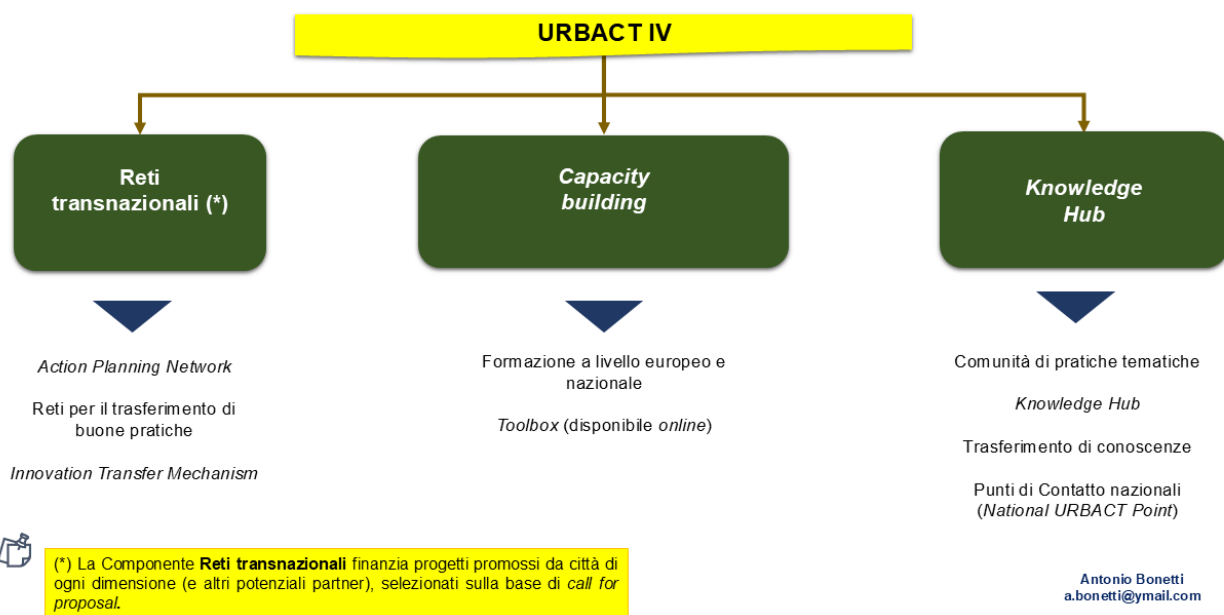 URBACT IV
Reti
transnazionali (*)
Capacity
building
Knowledge
Hub
Action Planning Network
Reti per il trasferimento di
buone pratiche
Innovation Transfer Mechanism
Formazione a livello europeo e
nazionale
Toolbox (disponibile online)
Comunità di pratiche tematiche
Knowledge Hub
Trasferimento di conoscenze
Punti di Contatto nazionali
(National URBACT Point)
(*) La Componente Reti transnazionali finanzia progetti promossi da città di
ogni dimensione (e altri potenziali partner), selezionati sulla base di call for
proposal.
Antonio Bonetti
a.bonetti@ymail.com